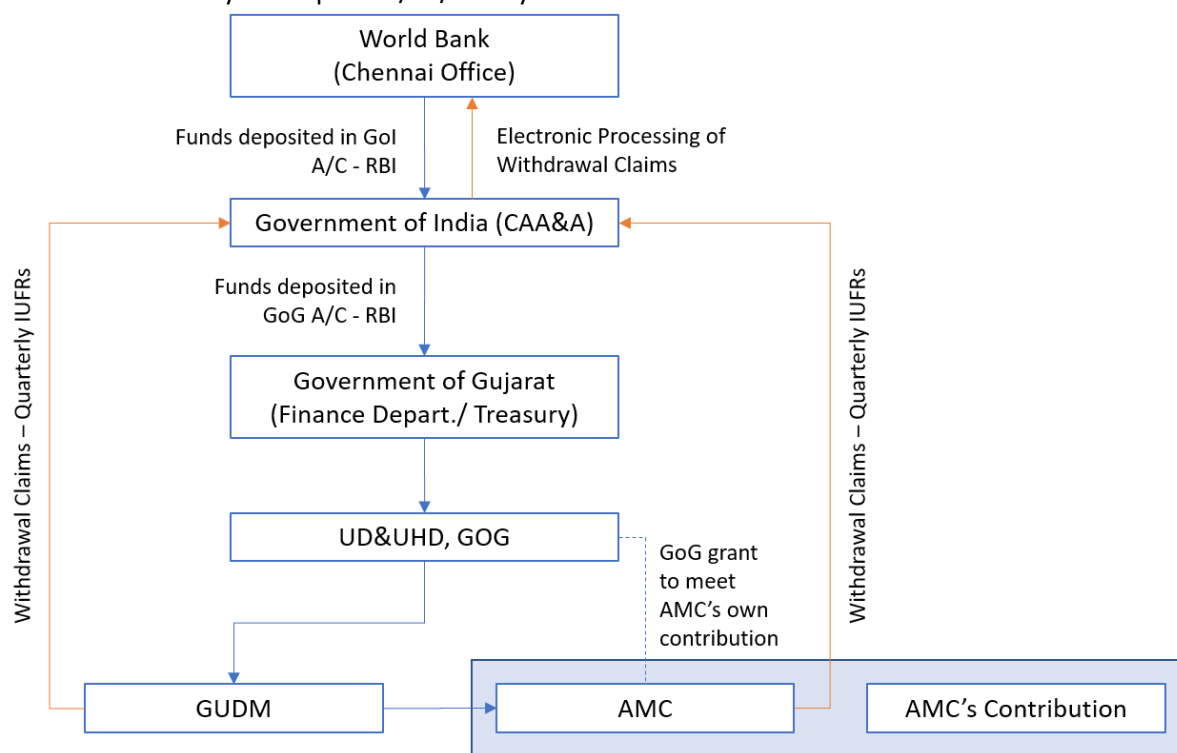 World Bank
(Chennai Office)
Funds deposited in GoI
A/C - RBI
Electronic Processing of
Withdrawal Claims
Government of India (CAA&A)
Funds deposited in
GoG A/C - RBI
Withdrawal Claims – Quarterly IUFRs
Withdrawal Claims – Quarterly IUFRs
Government of Gujarat
(Finance Depart./ Treasury)
UD&UHD, GOG
GoG grant
to meet
AMC's own
contribution
GUDM
AMC
AMC's Contribution